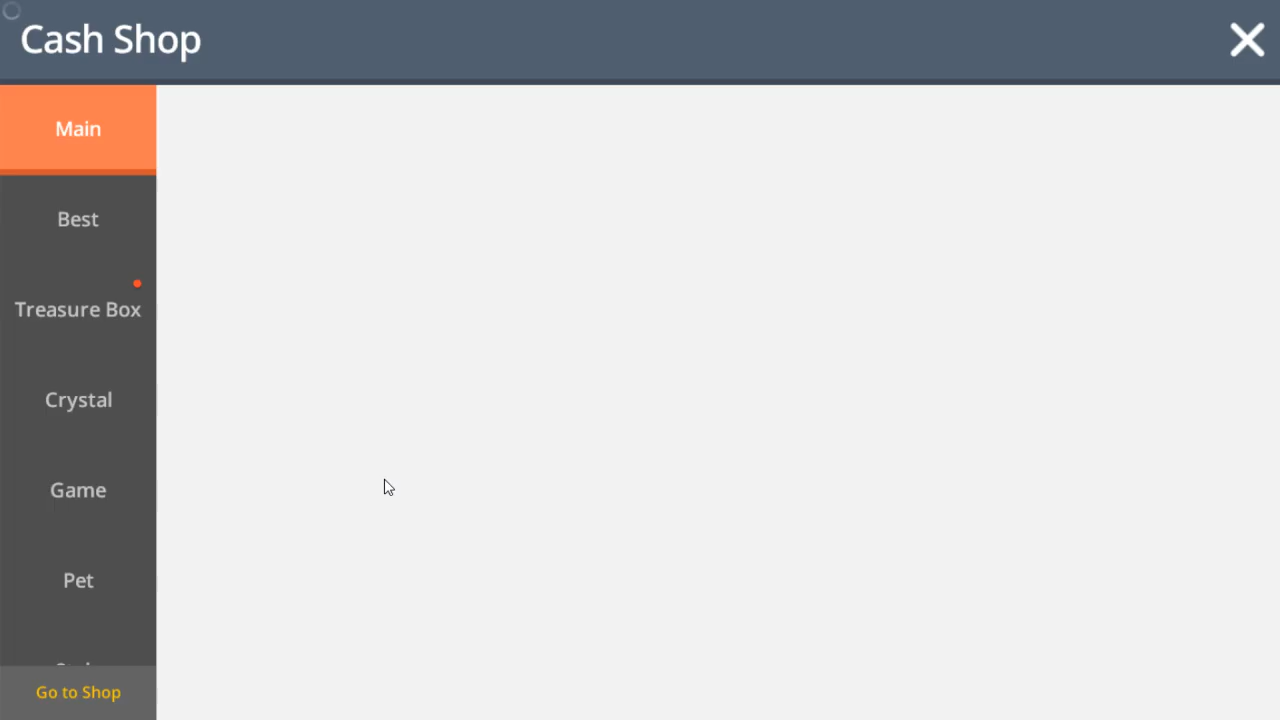 Cash Shop
Main
Best
Treasure Box
Crystal
Game
Pet
Go to Shop